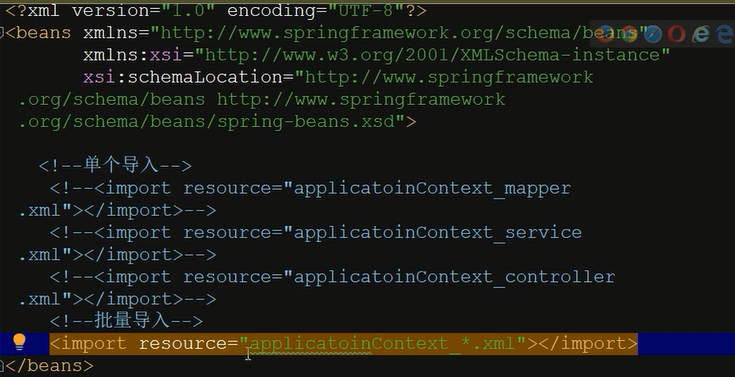 <?xml version="1.0" encoding="UTF-8"?>
<beans xmlns="http://www.springframework.org/schema/beans"
xmlns:xsi="http://www.w3.org/2001/XMLSchema-instance"
xsi:schemaLocation="http://www.springframework
.org/schema/beans http://www.springframework
.org/schema/beans/spring-beans.xsd">
<!--单个导入-->
<!--<import resource="applicatoinContext_mapper
.xml"></import>-->
<!--<import resource="applicatoinContext_service
.xml"></import>-->
<!--<import resource="applicatoinContext_controller
.xml"></import>-->
<!--批量导入-->
<import resource="applicatoinContext_*.xml"></import>
</beans>